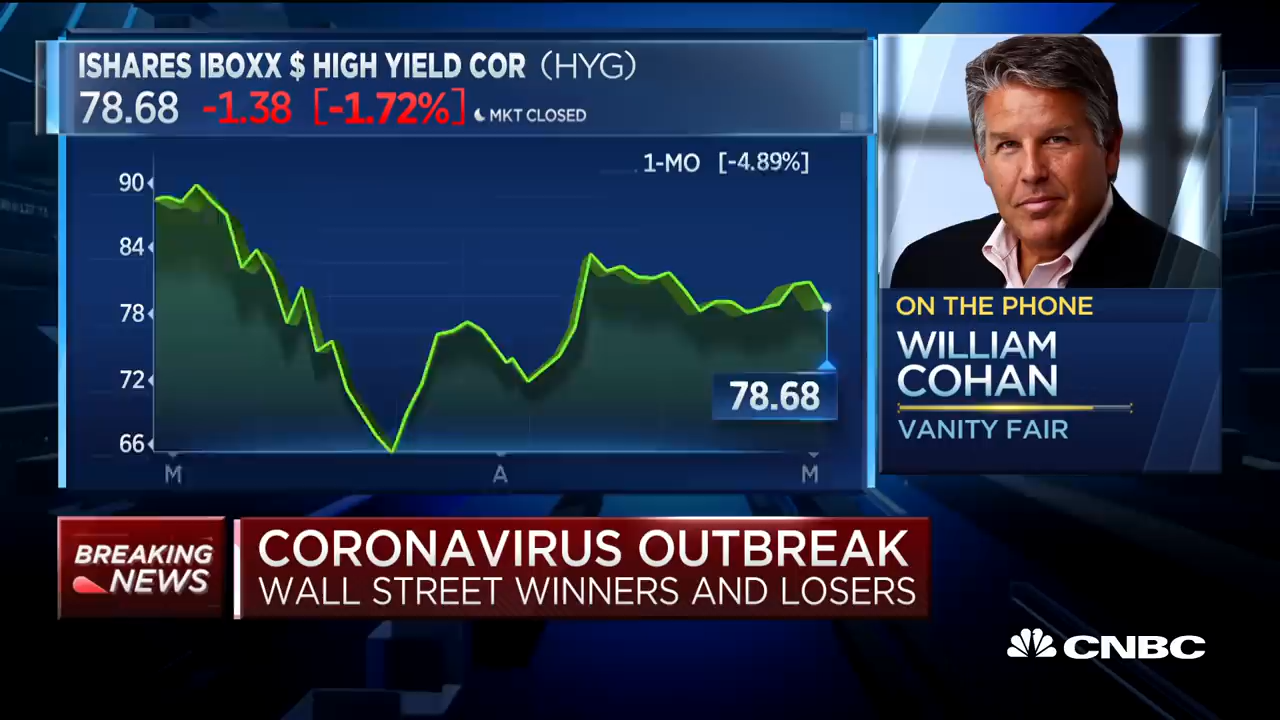 ISHARES IBOXX $ HIGH YIELD COR (HYG)
78.68 -1.38 [-1.72%] MKT CLOSED
1-MO [-4.89%]
90
84
78
72
66
78.68
M A M
ON THE PHONE
WILLIAM
COHAN
VANITY FAIR
BREAKING
NEWS
CORONAVIRUS OUTBREAK
WALL STREET WINNERS AND LOSERS
CNBC